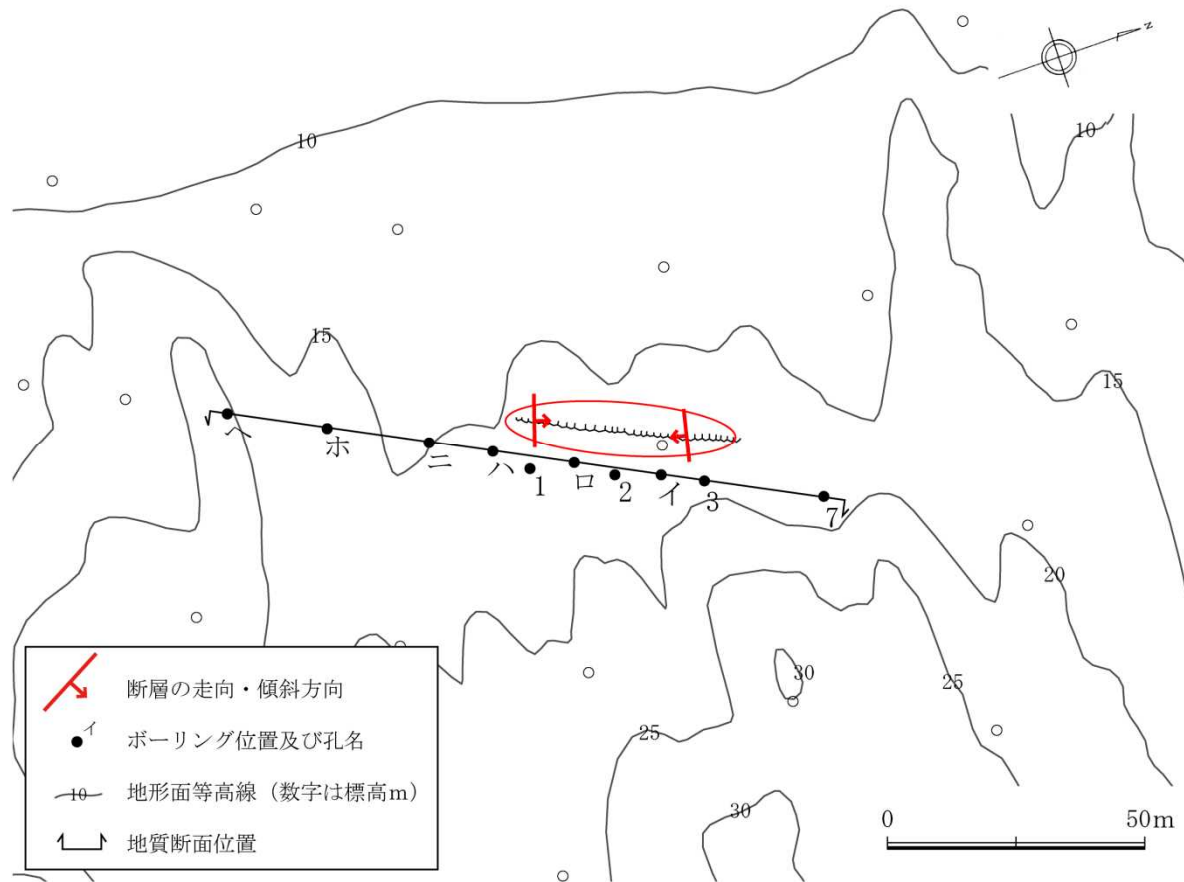 N
10
10
15
15
ヘ
ホ
ニ
ハ
1
ロ
2
イ
3
7
20
25
30
25
30
断層の走向・傾斜方向
イ
ボーリング位置及び孔名
10
地形面等高線（数字は標高m）
地質断面位置
0
50m